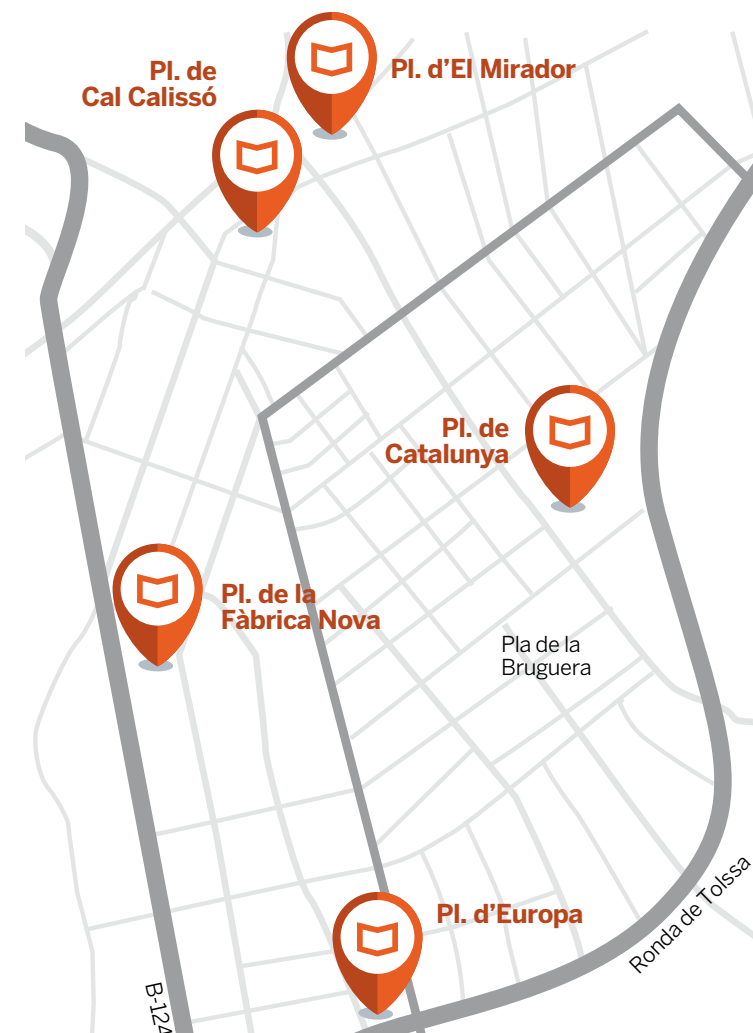 Pl. de
Cal Calissó
Pl. d’El Mirador
Pl. de
Catalunya
Pl. de la
Fàbrica Nova
Pla de la
Bruguera
Pl. d’Europa
Ronda de Tolssa
B-124